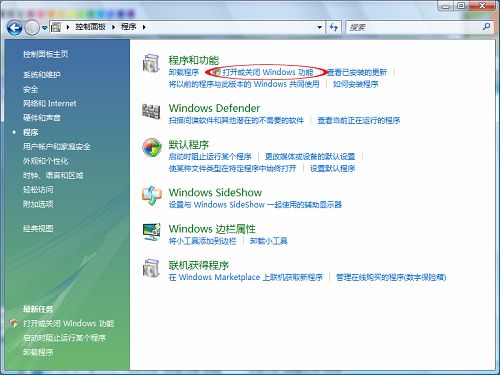 控制面板 ▸ 程序 ▸
搜索
控制面板主页
系统和维护
安全
网络和 Internet
硬件和声音
程序
用户帐户和家庭安全
外观和个性化
时钟、语言和区域
轻松访问
附加选项
经典视图
最新任务
打开或关闭 Windows 功能
启动时阻止运行某个程序
卸载程序
程序和功能
卸载程序 打开或关闭 Windows 功能 查看已安装的更新
将以前的程序与此版本的 Windows 共同使用 如何安装程序
Windows Defender
扫描间谍软件和其他潜在的不需要的软件 查看当前正在运行的程序
默认程序
启动时阻止运行某个程序 更改媒体或设备的默认设置
使某种文件类型在特定程序中始终打开 设置默认程序
Windows SideShow
设置与 Windows SideShow 一起使用的辅助显示器
Windows 边栏属性
将小工具添加到边栏 卸载小工具
联机获得程序
在 Windows Marketplace 上联机获取新程序 管理在线购买的程序(数字保险箱)